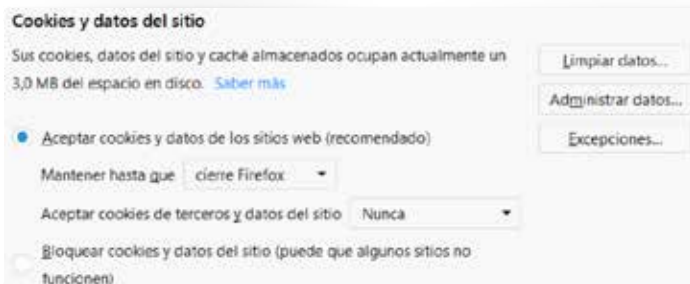 Cookies y datos del sitio
Sus cookies, datos del sitio y caché almacenados ocupan actualmente un
3,0 MB del espacio en disco. Saber más
Limpiar datos...
Administrar datos...
Excepciones...
Aceptar cookies y datos de los sitios web (recomendado)
Mantener hasta que cierre Firefox
Aceptar cookies de terceros y datos del sitio Nunca
Bloquear cookies y datos del sitio (puede que algunos sitios no
funcionen)